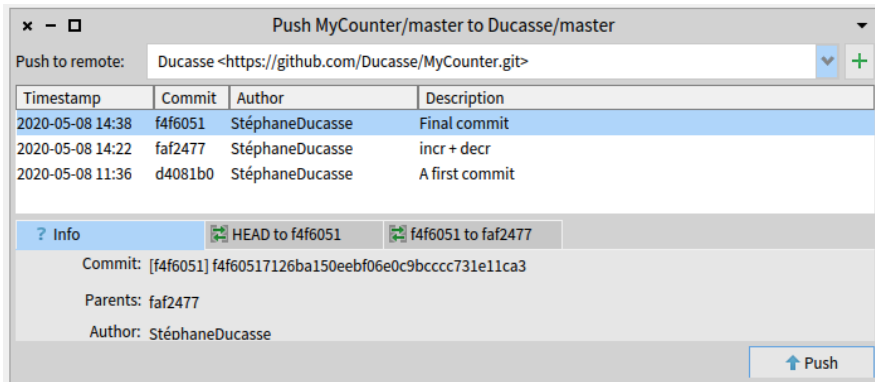 Push MyCounter/master to Ducasse/master
Push to remote: Ducasse <https://github.com/Ducasse/MyCounter.git>
Timestamp Commit Author Description
2020-05-08 14:38 f4f6051 StéphaneDucasse Final commit
2020-05-08 14:22 faf2477 StéphaneDucasse incr + decr
2020-05-08 11:36 d4081b0 StéphaneDucasse A first commit
? Info HEAD to f4f6051 f4f6051 to faf2477
Commit: [f4f6051] f4f60517126ba150eebf06e0c9bcccc731e11ca3
Parents: faf2477
Author: StéphaneDucasse
Push